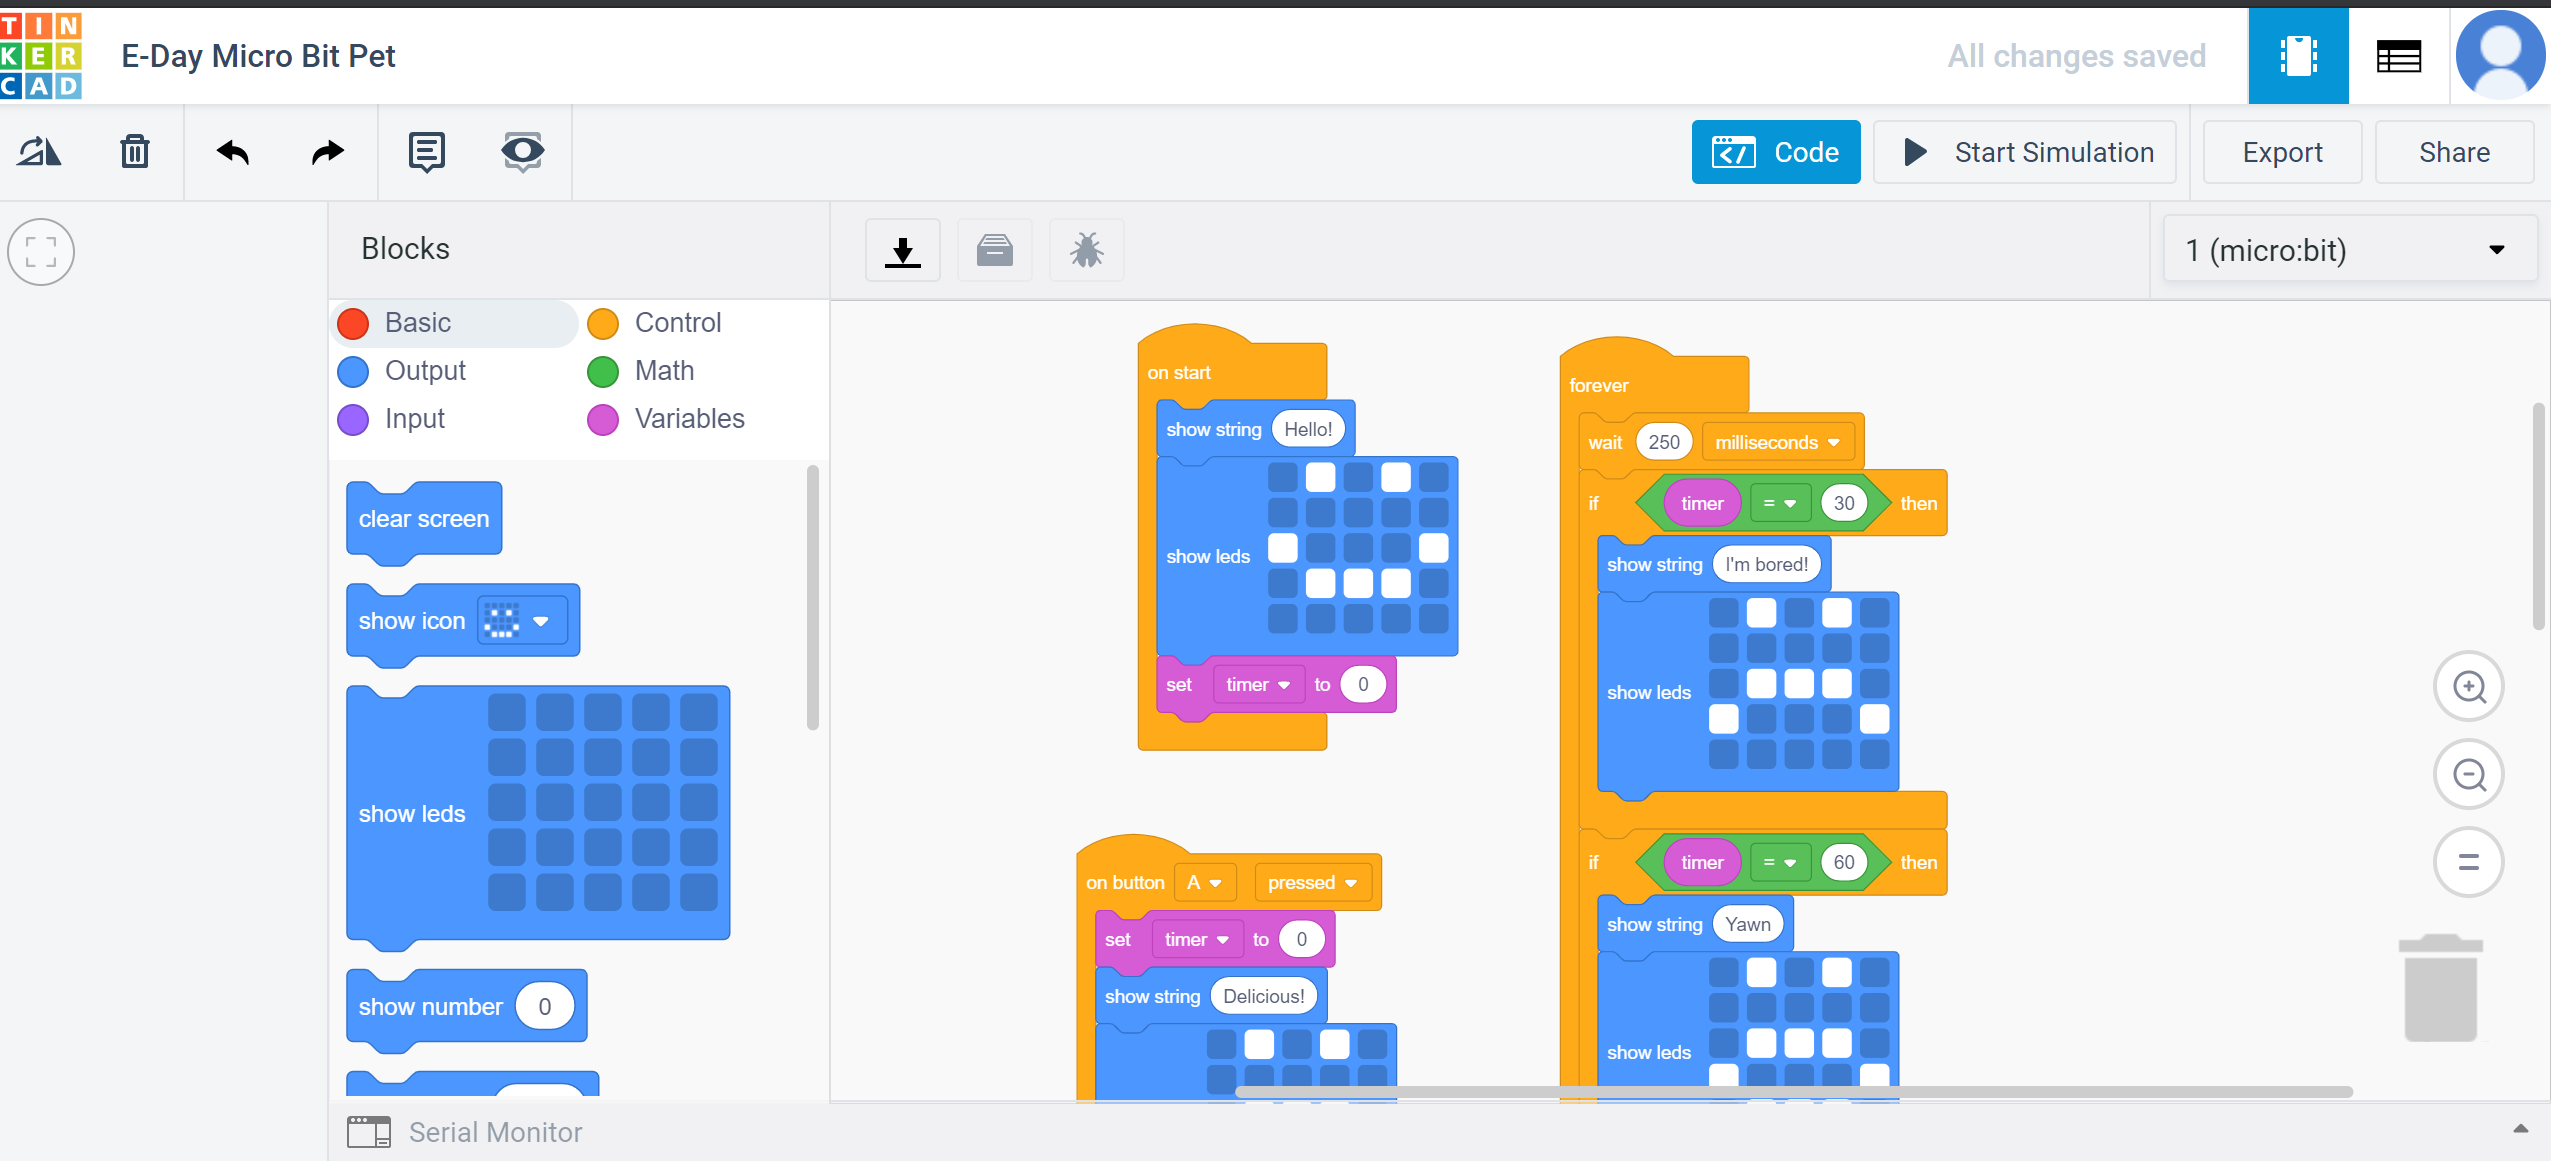 TIN
KER
CAD
E-Day Micro Bit Pet
All changes saved
Code
Start Simulation
Export
Share
Blocks
1 (micro:bit)
Basic
Control
Output
Math
Input
Variables
clear screen
show icon
show leds
show number 0
on start
show string Hello!
show leds
set timer to 0
on button A pressed
set timer to 0
show string Delicious!
forever
wait 250 milliseconds
if timer = 30 then
show string I'm bored!
show leds
if timer = 60 then
show string Yawn
show leds
Serial Monitor